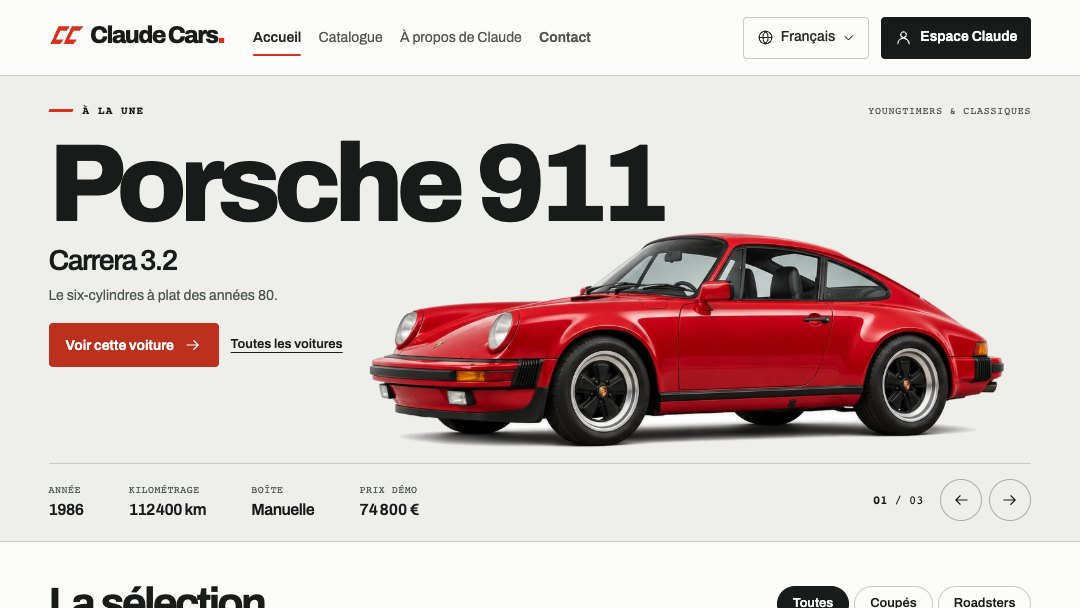 Claude Cars.
Accueil
Catalogue
À propos de Claude
Contact
Français
Espace Claude
À LA UNE
YOUNGTIMERS & CLASSIQUES
Porsche 911
Carrera 3.2
Le six-cylindres à plat des années 80.
Voir cette voiture
Toutes les voitures
ANNÉE
1986
KILOMÉTRAGE
112 400 km
BOÎTE
Manuelle
PRIX DÉMO
74 800 €
01 / 03
La sélection
Toutes
Coupés
Roadsters